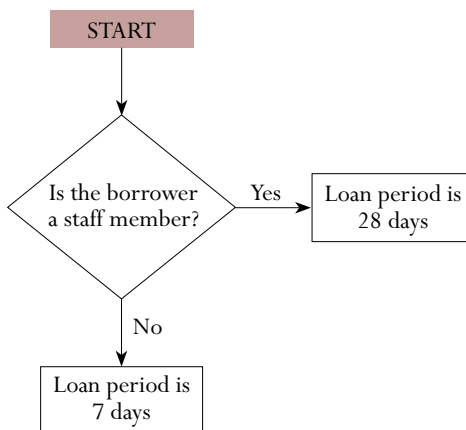 START
Is the borrower
a staff member?
Yes
Loan period is
28 days
No
Loan period is
7 days